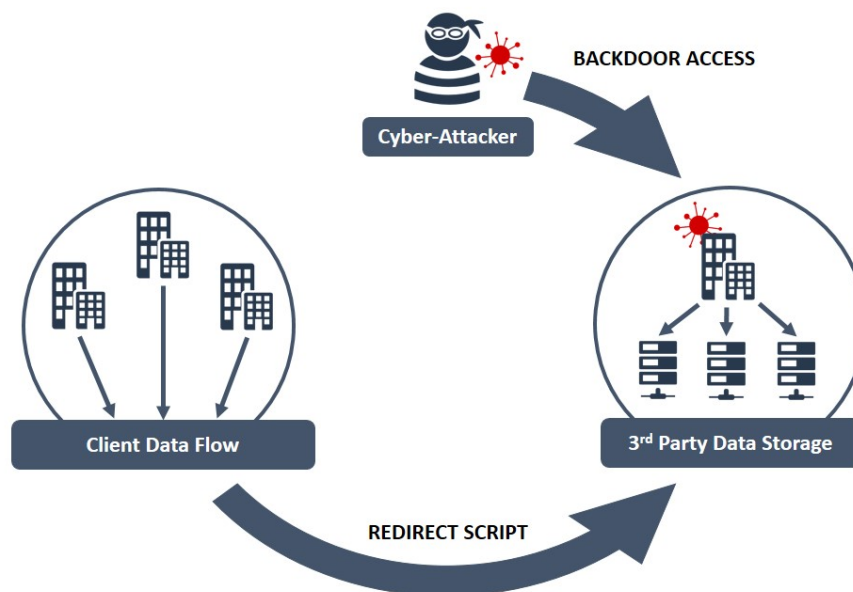 BACKDOOR ACCESS
Cyber-Attacker
Client Data Flow
3rd Party Data Storage
REDIRECT SCRIPT